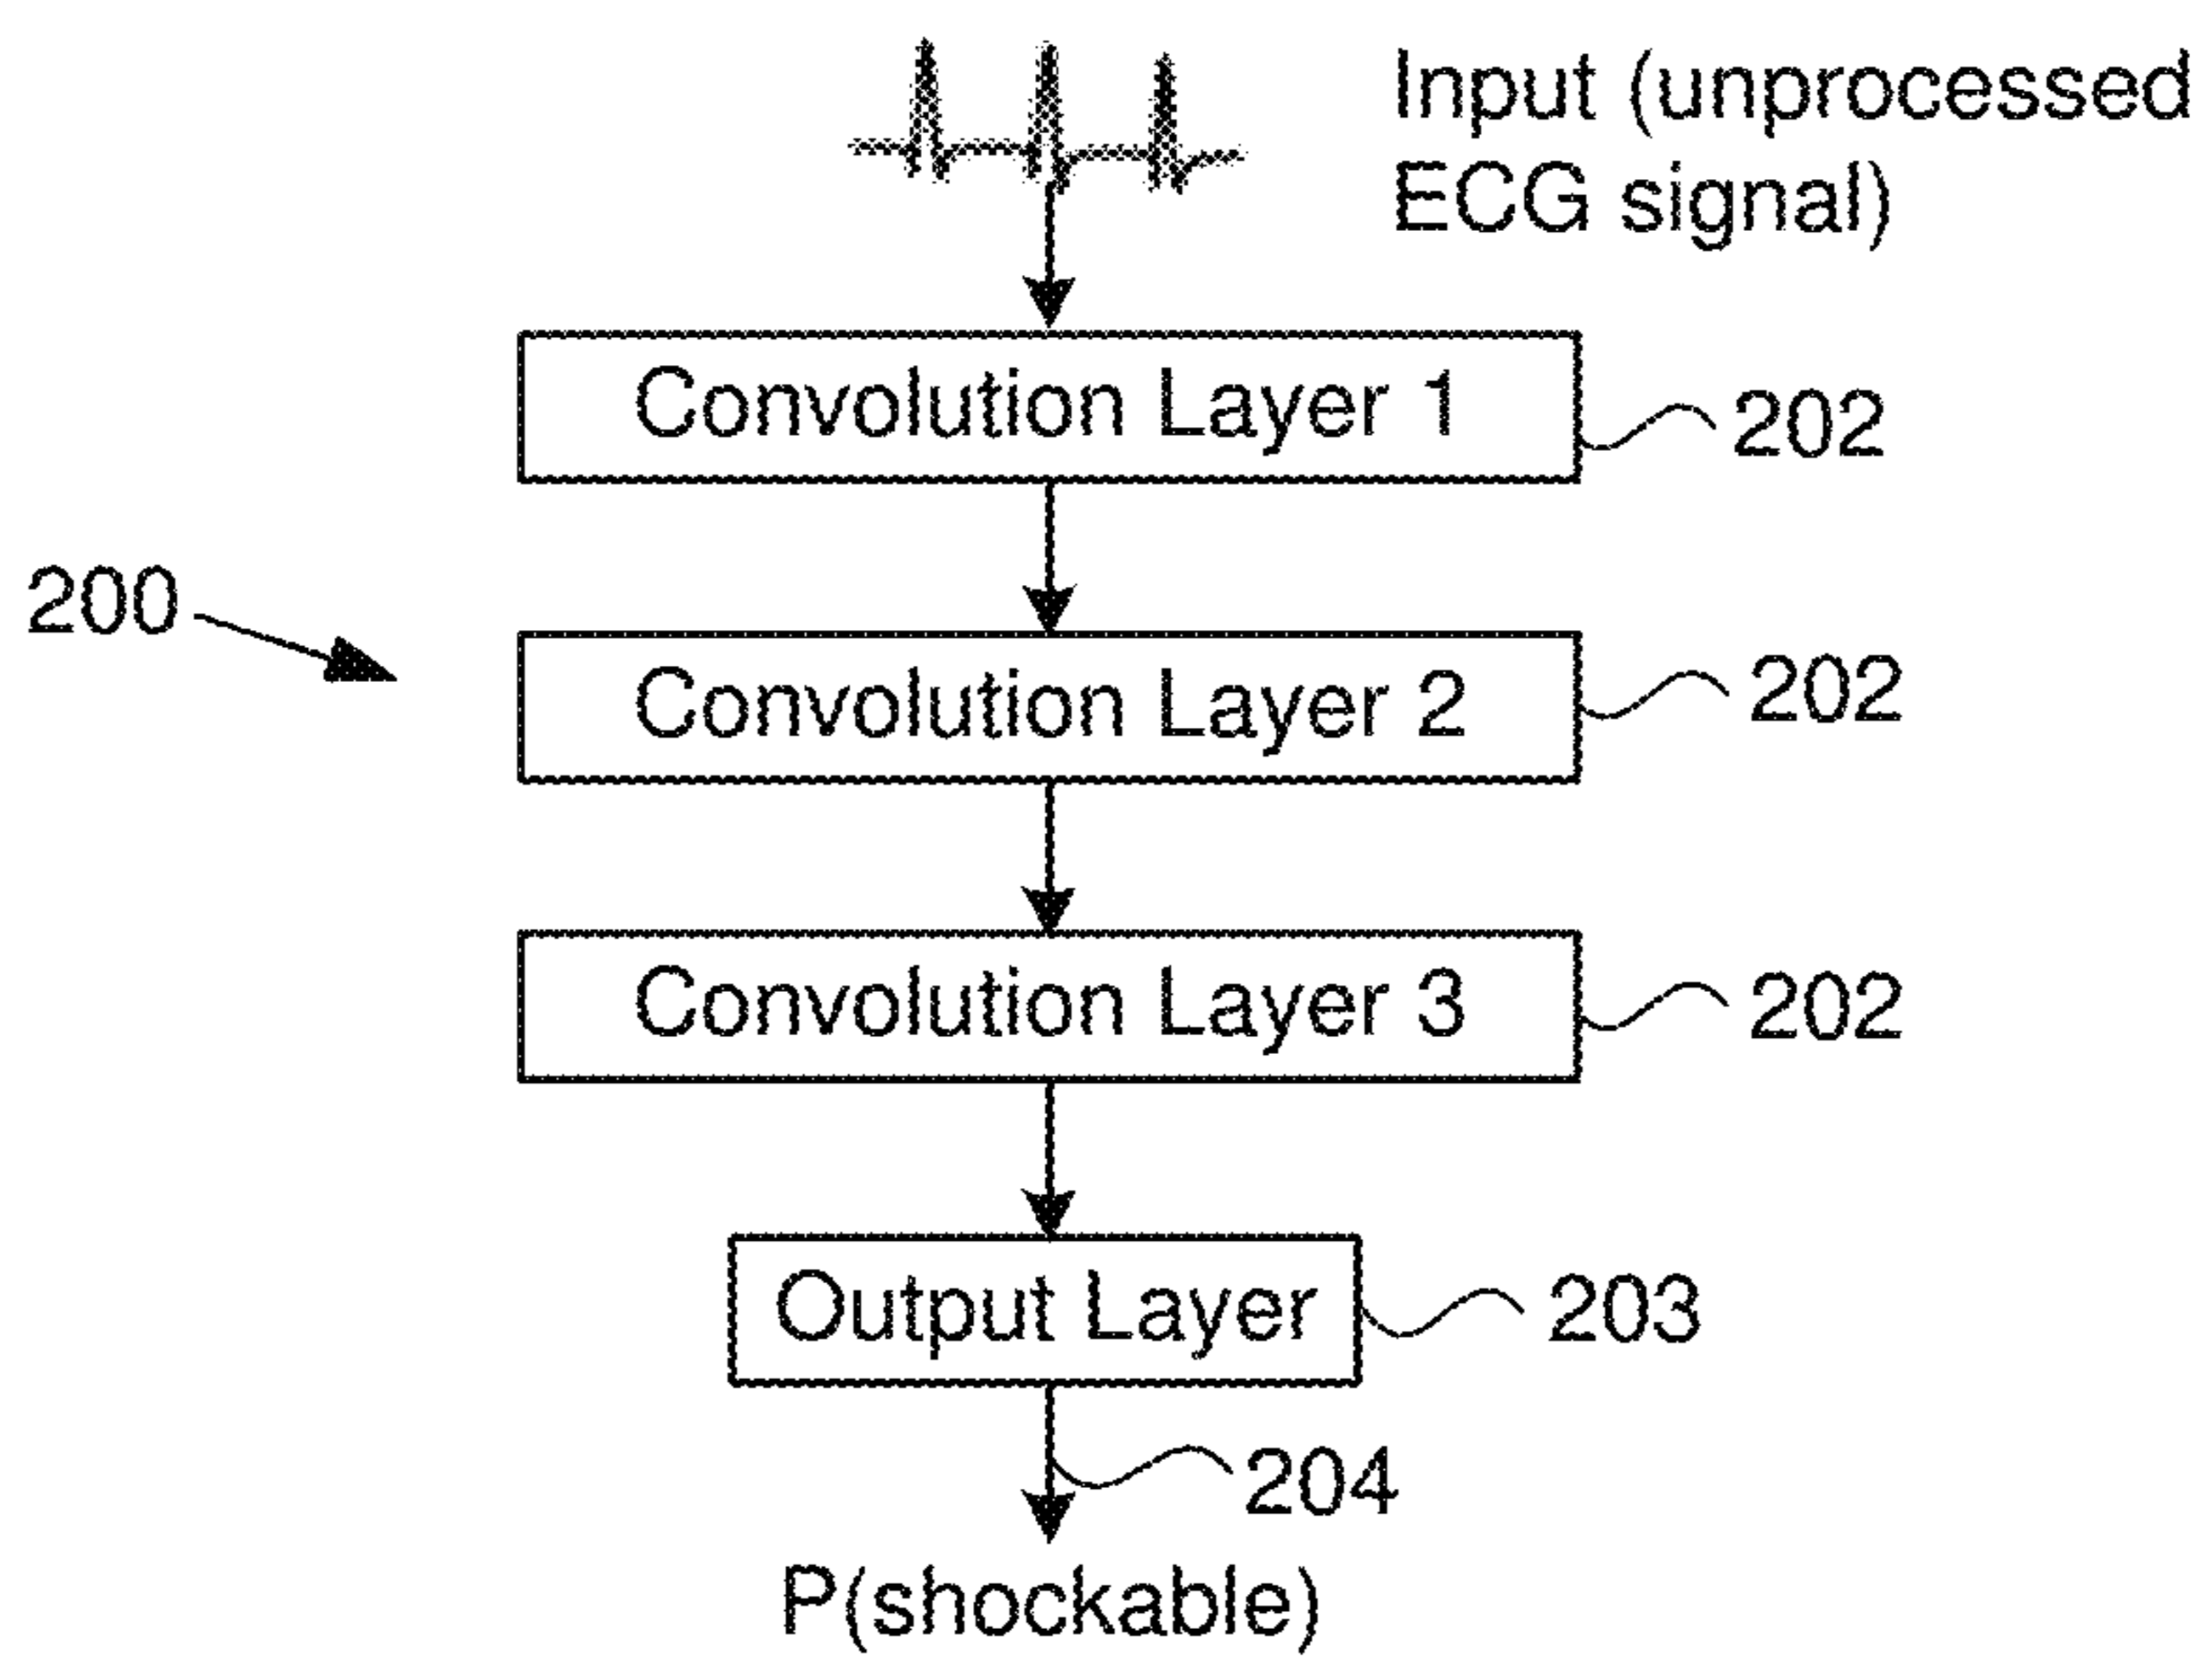 Input (unprocessed
ECG signal)
Convolution Layer 1
202
200
Convolution Layer 2
202
Convolution Layer 3
202
Output Layer
203
204
P(shockable)